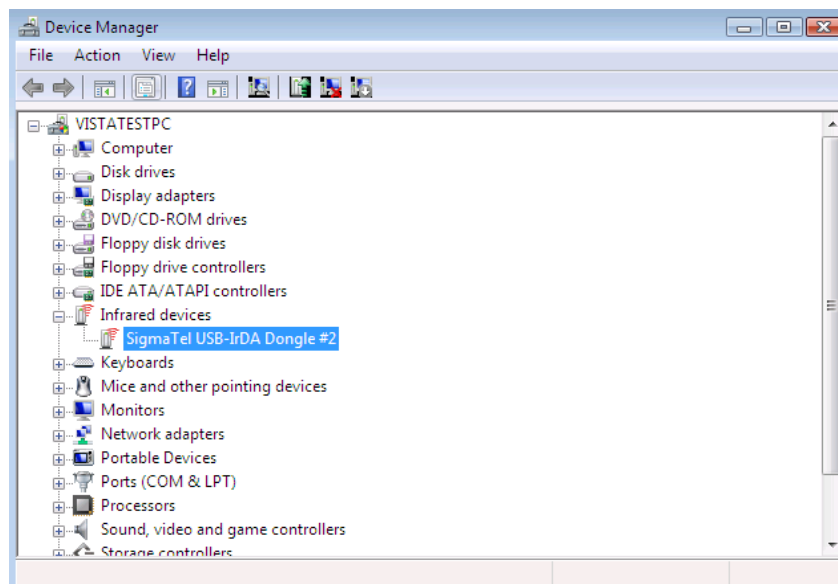 Device Manager
File Action View Help
VISTATESTPC
Computer
Disk drives
Display adapters
DVD/CD-ROM drives
Floppy disk drives
Floppy drive controllers
IDE ATA/ATAPI controllers
Infrared devices
SigmaTel USB-IrDA Dongle #2
Keyboards
Mice and other pointing devices
Monitors
Network adapters
Portable Devices
Ports (COM & LPT)
Processors
Sound, video and game controllers
Storage controllers